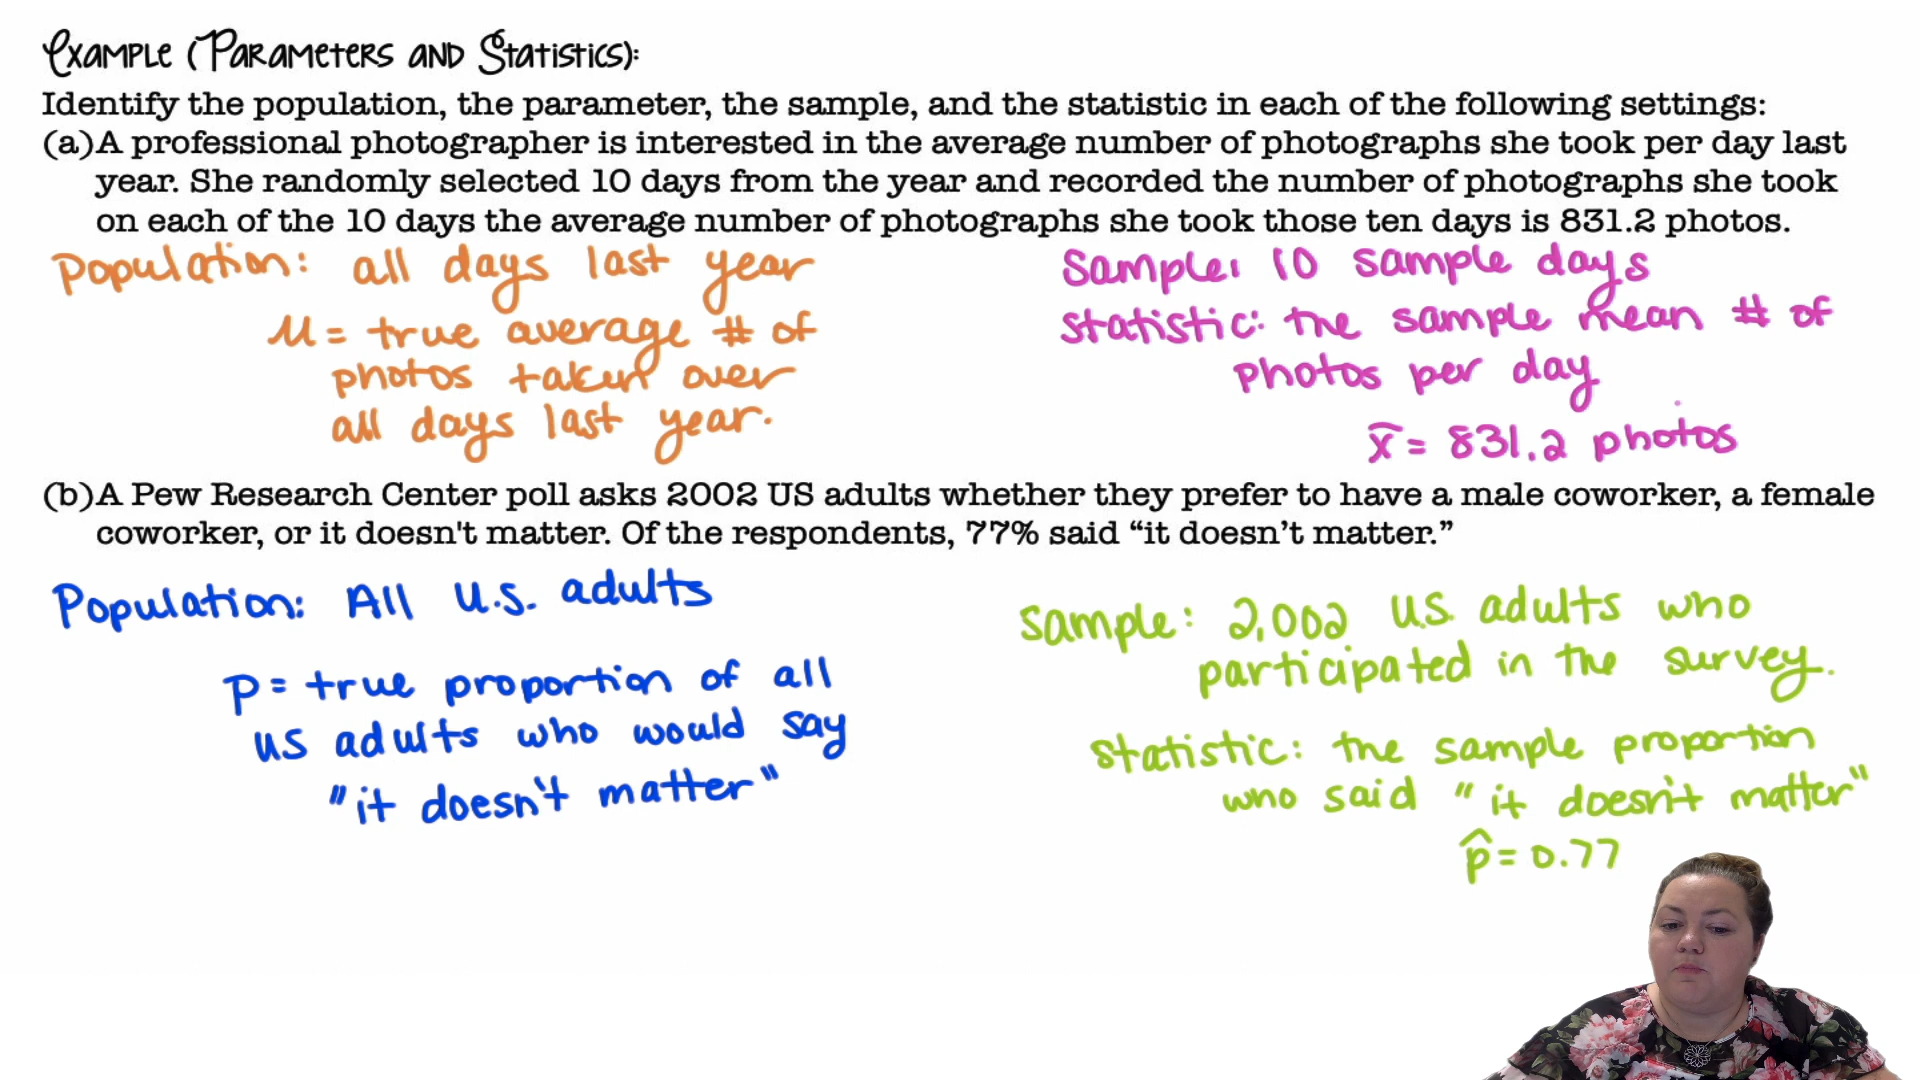 Example (Parameters and Statistics):
Identify the population, the parameter, the sample, and the statistic in each of the following settings:
(a) A professional photographer is interested in the average number of photographs she took per day last
year. She randomly selected 10 days from the year and recorded the number of photographs she took
on each of the 10 days the average number of photographs she took those ten days is 831.2 photos.
Population: all days last year
μ = true average # of
photos taken over
all days last year.
Sample: 10 sample days
Statistic: the sample mean # of
photos per day
x̄ = 831.2 photos
(b) A Pew Research Center poll asks 2002 US adults whether they prefer to have a male coworker, a female
coworker, or it doesn't matter. Of the respondents, 77% said “it doesn’t matter.”
Population: All U.S. adults
p = true proportion of all
US adults who would say
"it doesn't matter"
Sample: 2,002 U.S. adults who
participated in the survey.
Statistic: the sample proportion
who said "it doesn't matter"
p̂ = 0.77